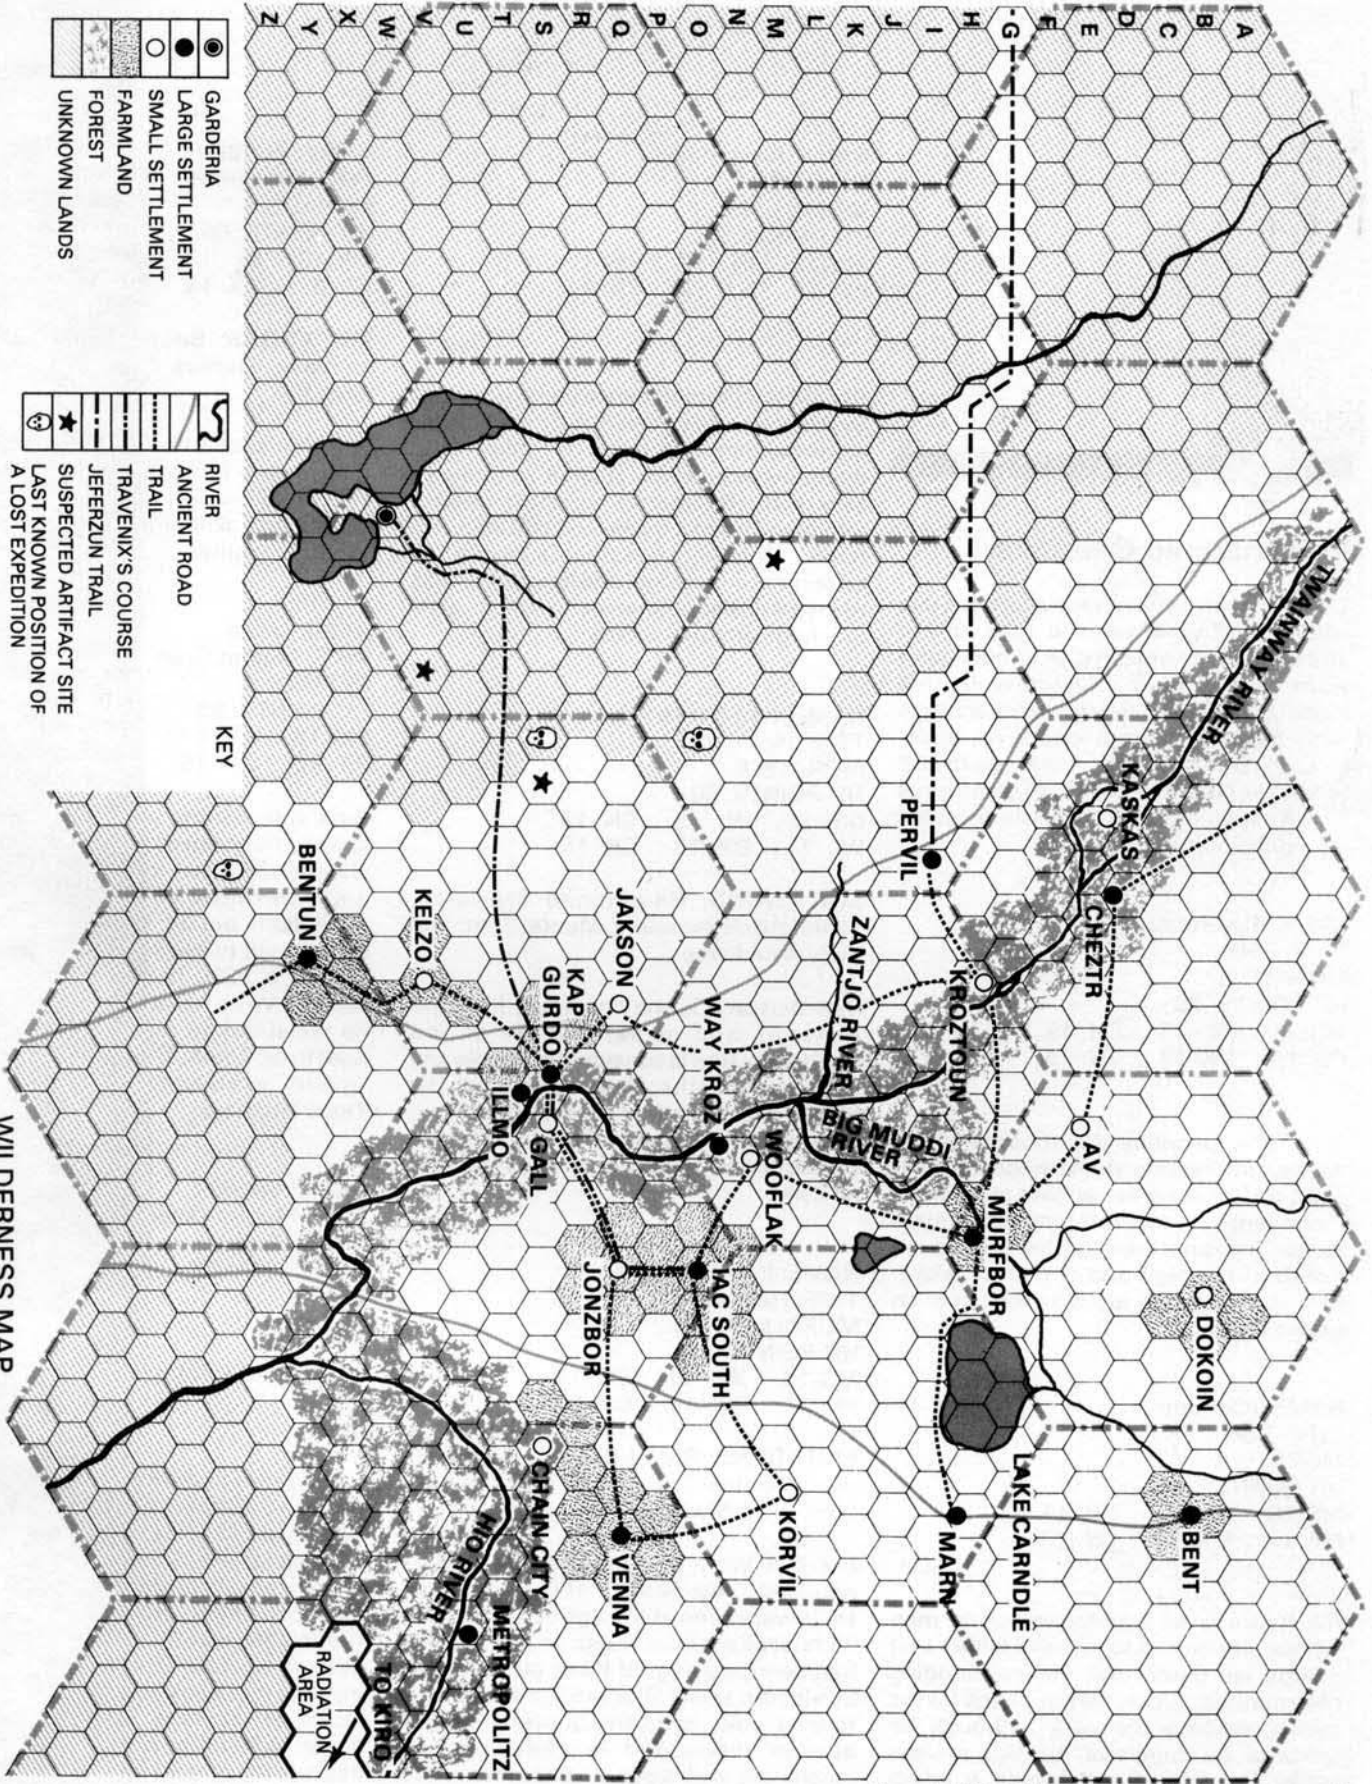 A
B
C
D
E
F
G
H
I
J
K
L
M
N
O
P
Q
R
S
T
U
V
W
X
Y
Z
TWAINWAY RIVER
KASKAS
CHEZTR
PERVIL
KROZTOUN
AV
DOKOIN
BENT
MURFBOR
LAKE CARNDLE
MARN
ZANTJO RIVER
BIG MUDDI
RIVER
WAY KROZ
WOOFLAK
JAKSON
KAP
GURDO
GALL
ILLMO
KELZO
BENTUN
IAC SOUTH
JONZBOR
KORVIL
VENNA
CHAIN CITY
HIO RIVER
METROPOLITZ
TO KIRO
RADIATION
AREA
KEY
GARDERIA
LARGE SETTLEMENT
SMALL SETTLEMENT
FARMLAND
FOREST
UNKNOWN LANDS
RIVER
ANCIENT ROAD
TRAIL
TRAVENIX'S COURSE
JEFERZUN TRAIL
SUSPECTED ARTIFACT SITE
LAST KNOWN POSITION OF
A LOST EXPEDITION
WILDERNESS MAP